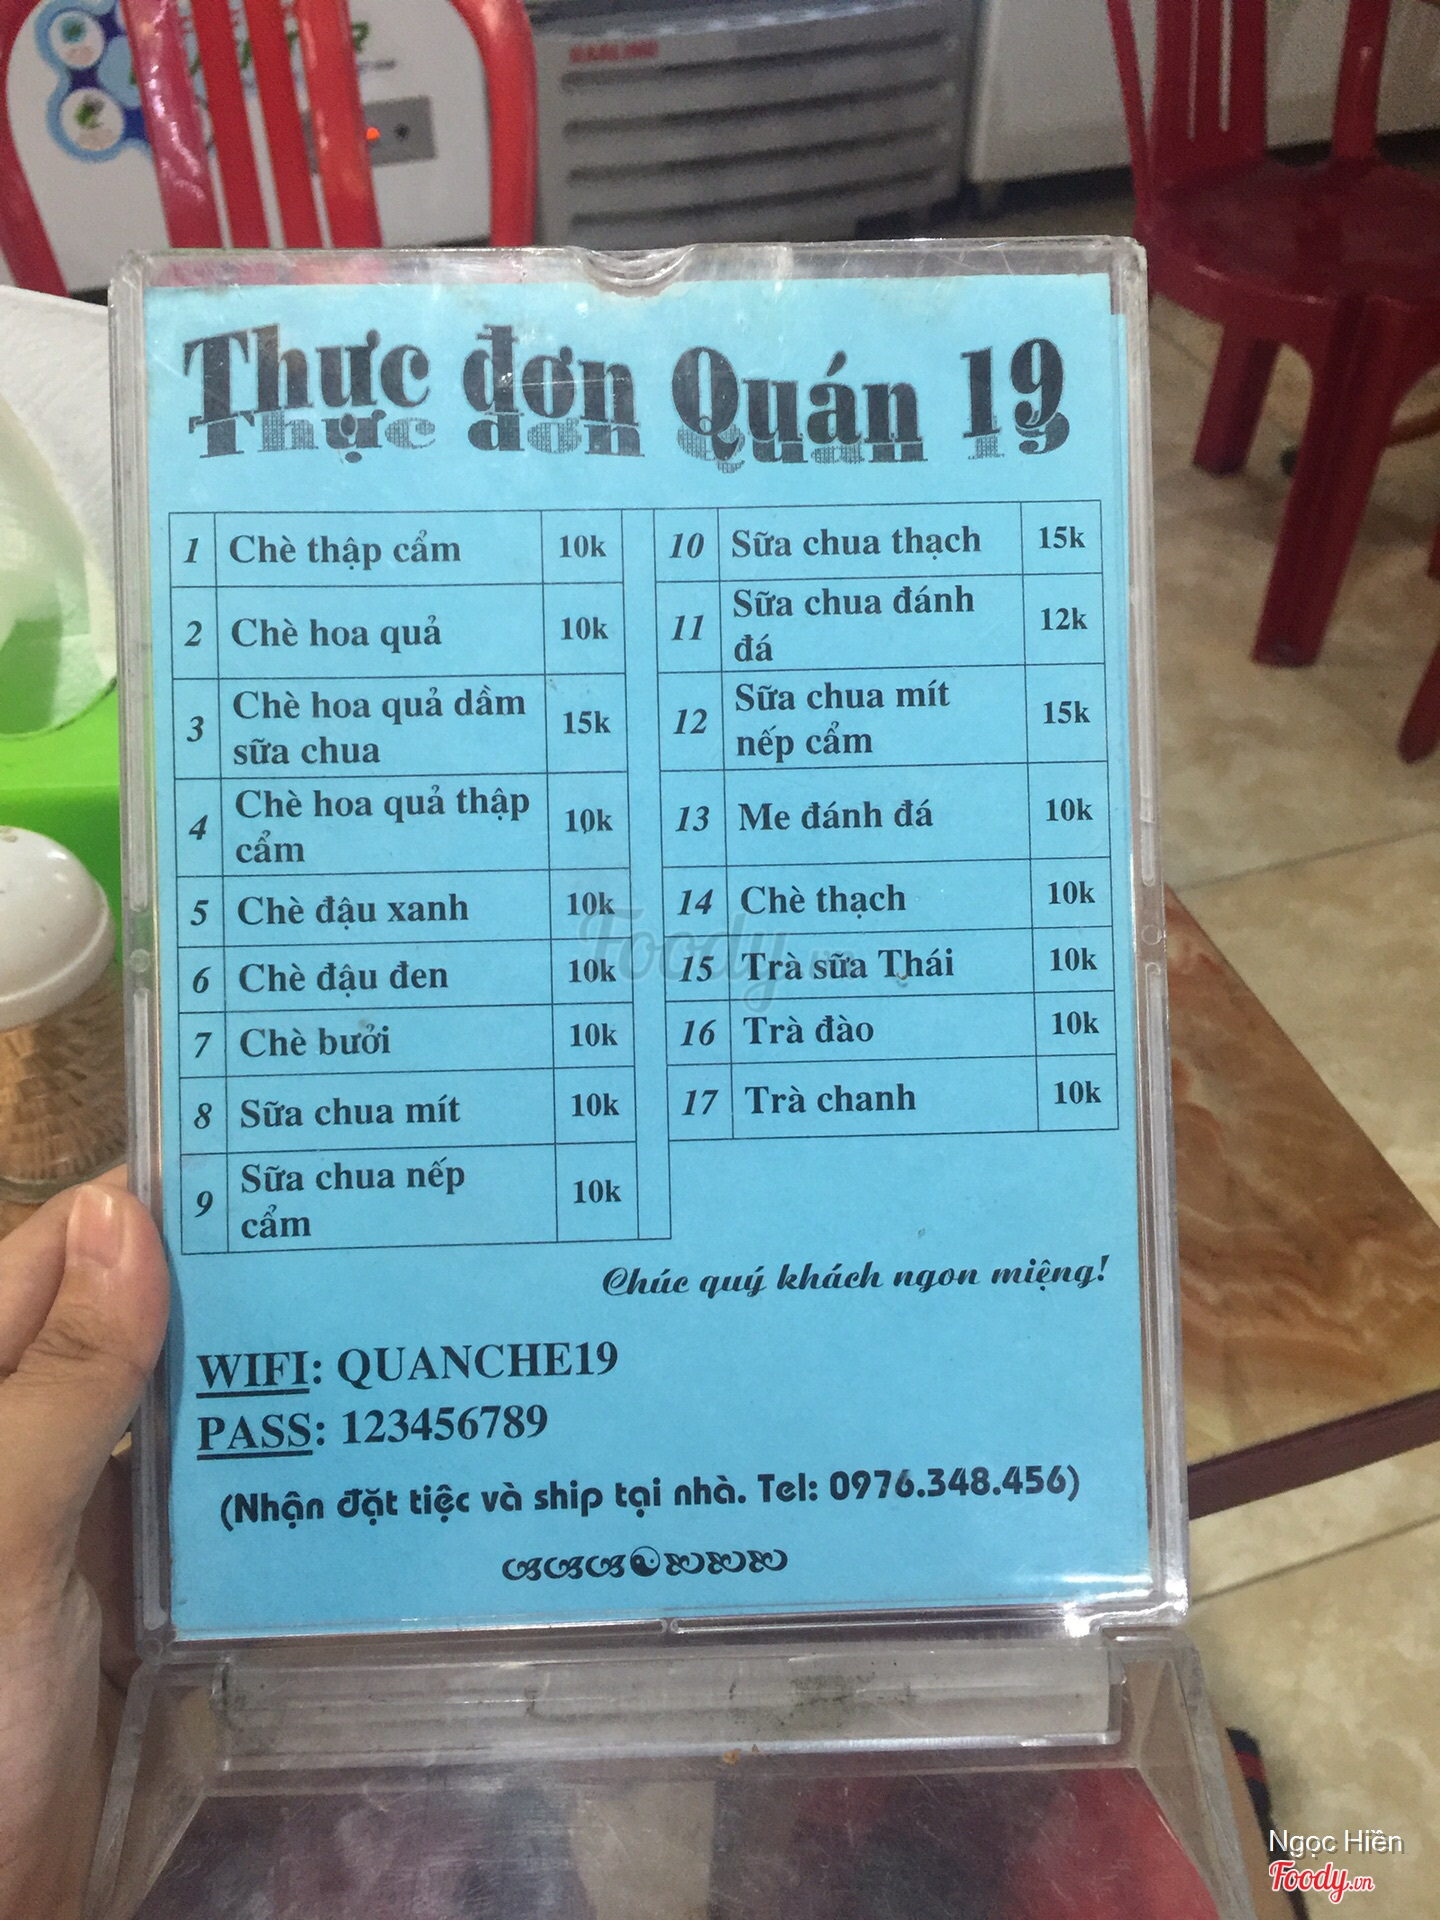 Thực đơn Quán 19
1 Chè thập cẩm 10k
2 Chè hoa quả 10k
3 Chè hoa quả dầm
sữa chua 15k
4 Chè hoa quả thập
cẩm 10k
5 Chè đậu xanh 10k
6 Chè đậu đen 10k
7 Chè bưởi 10k
8 Sữa chua mít 10k
9 Sữa chua nếp
cẩm 10k
10 Sữa chua thạch 15k
11 Sữa chua đánh
đá 12k
12 Sữa chua mít
nếp cẩm 15k
13 Me đánh đá 10k
14 Chè thạch 10k
15 Trà sữa Thái 10k
16 Trà đào 10k
17 Trà chanh 10k
Chúc quý khách ngon miệng!
WIFI: QUANCHE19
PASS: 123456789
(Nhận đặt tiệc và ship tại nhà. Tel: 0976.348.456)
Foody.vn
Ngọc Hiền
Foody.vn